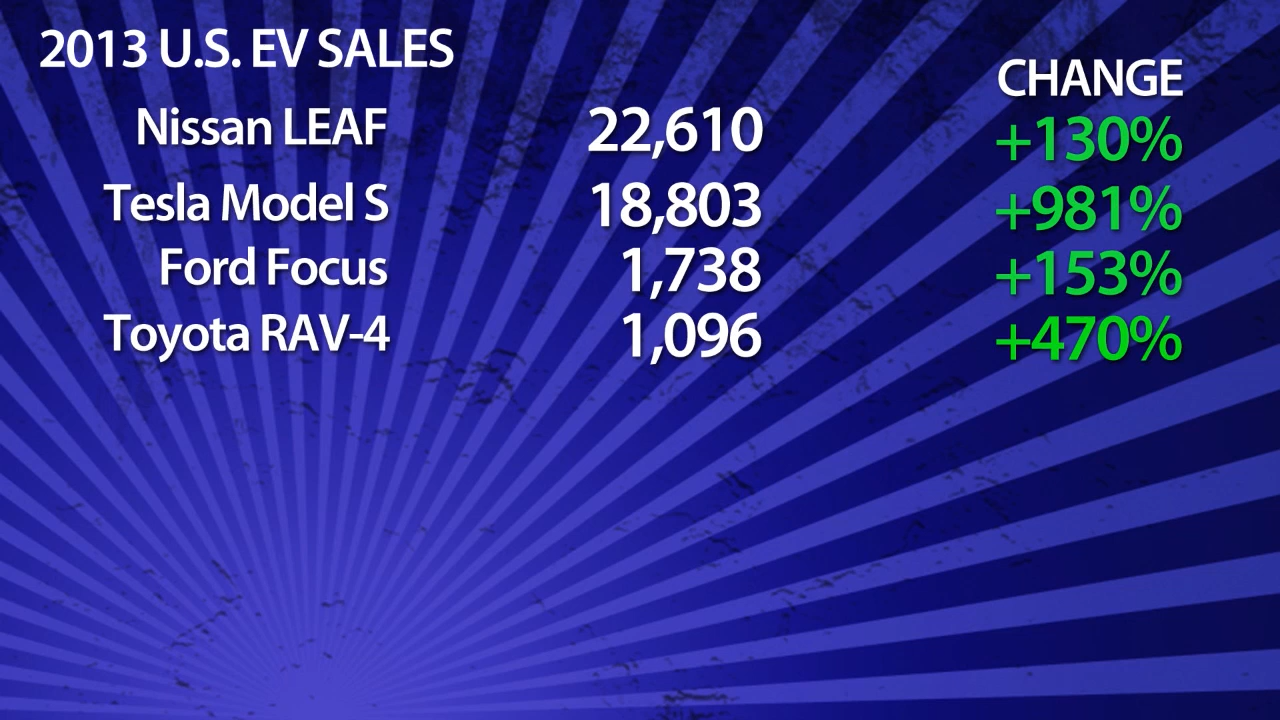 2013 U.S. EV SALES
CHANGE
Nissan LEAF 22,610 +130%
Tesla Model S 18,803 +981%
Ford Focus 1,738 +153%
Toyota RAV-4 1,096 +470%